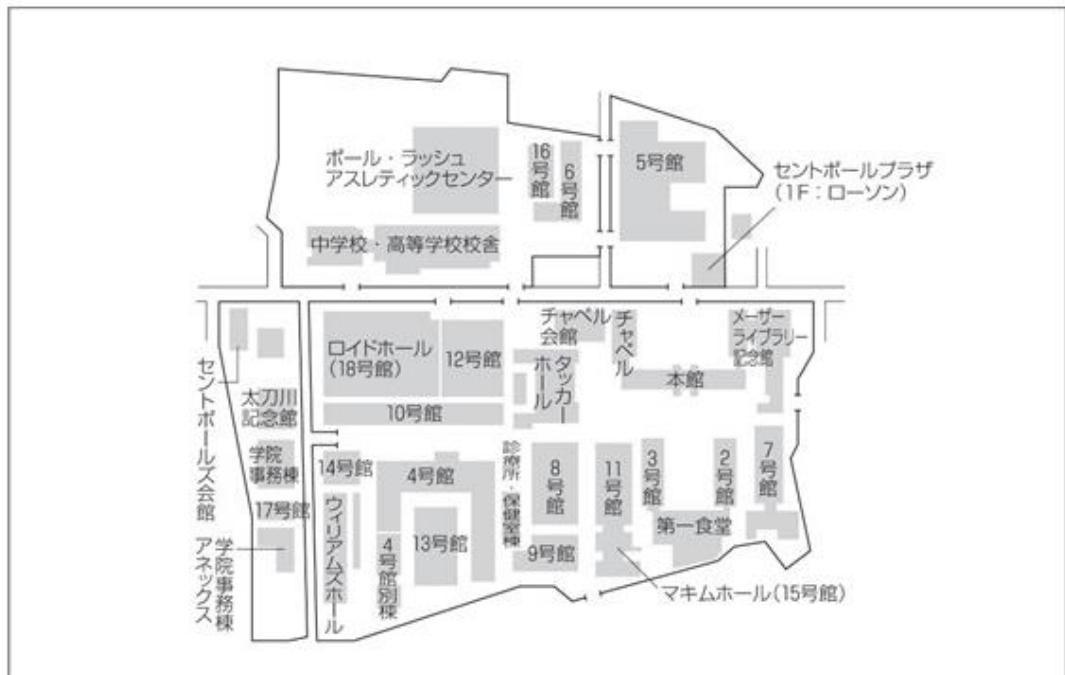 ポール・ラッシュ
アスレティックセンター
16号館
6号館
5号館
セントポールプラザ
(1F:ローソン)
中学校・高等学校校舎
ロイドホール
(18号館)
12号館
チャペル
会館
チャペル
メーザー
ライブラリー
記念館
タッカー
ホール
本館
10号館
セントポールズ会館
太刀川
記念館
学院
事務棟
17号館
学院事務棟
アネックス
14号館
ウィリアムズホール
4号館
4号館別棟
13号館
診療所・保健室棟
8号館
9号館
11号館
3号館
2号館
7号館
第一食堂
マキムホール(15号館)